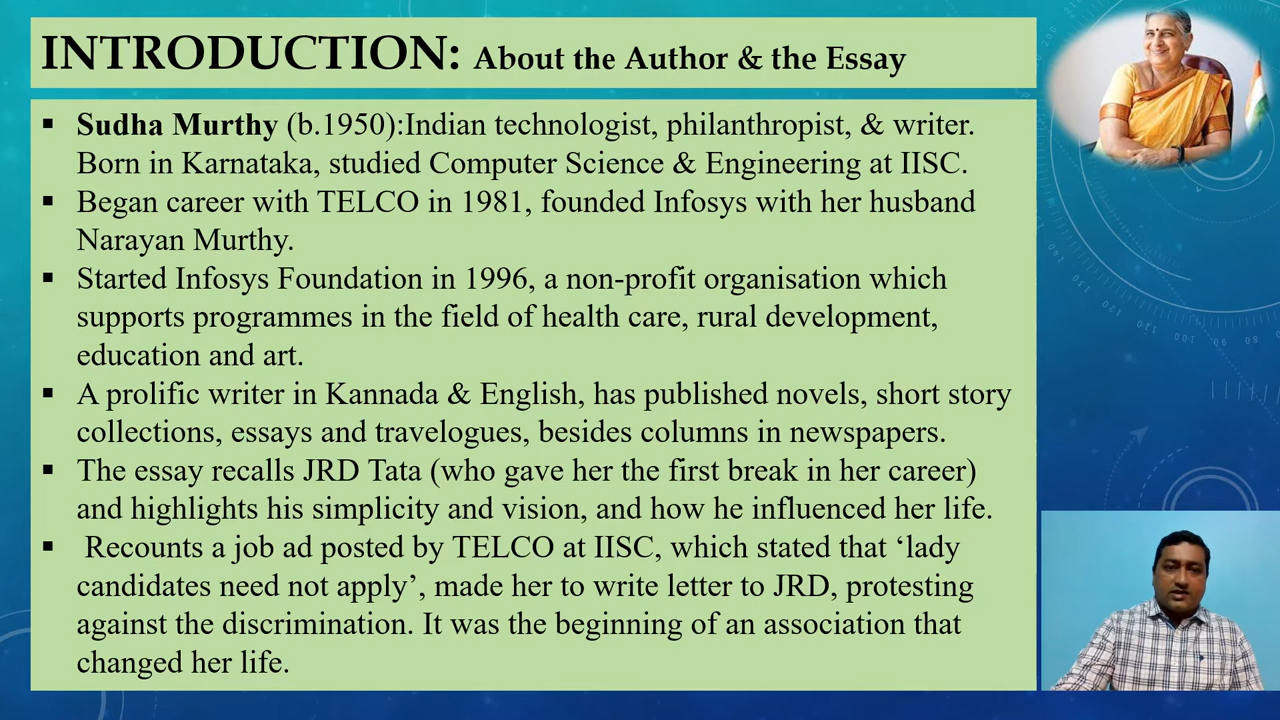 INTRODUCTION: About the Author & the Essay
▪ Sudha Murthy (b.1950):Indian technologist, philanthropist, & writer.
Born in Karnataka, studied Computer Science & Engineering at IISC.
▪ Began career with TELCO in 1981, founded Infosys with her husband
Narayan Murthy.
▪ Started Infosys Foundation in 1996, a non-profit organisation which
supports programmes in the field of health care, rural development,
education and art.
▪ A prolific writer in Kannada & English, has published novels, short story
collections, essays and travelogues, besides columns in newspapers.
▪ The essay recalls JRD Tata (who gave her the first break in her career)
and highlights his simplicity and vision, and how he influenced her life.
▪ Recounts a job ad posted by TELCO at IISC, which stated that ‘lady
candidates need not apply’, made her to write letter to JRD, protesting
against the discrimination. It was the beginning of an association that
changed her life.